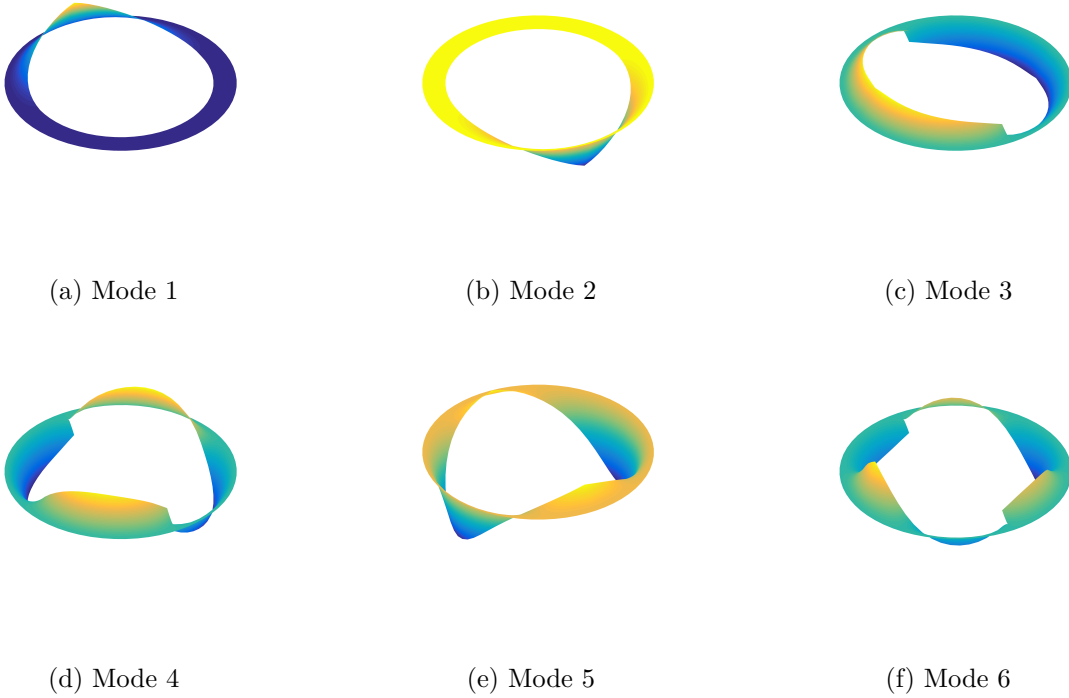 (a) Mode 1
(b) Mode 2
(c) Mode 3
(d) Mode 4
(e) Mode 5
(f) Mode 6